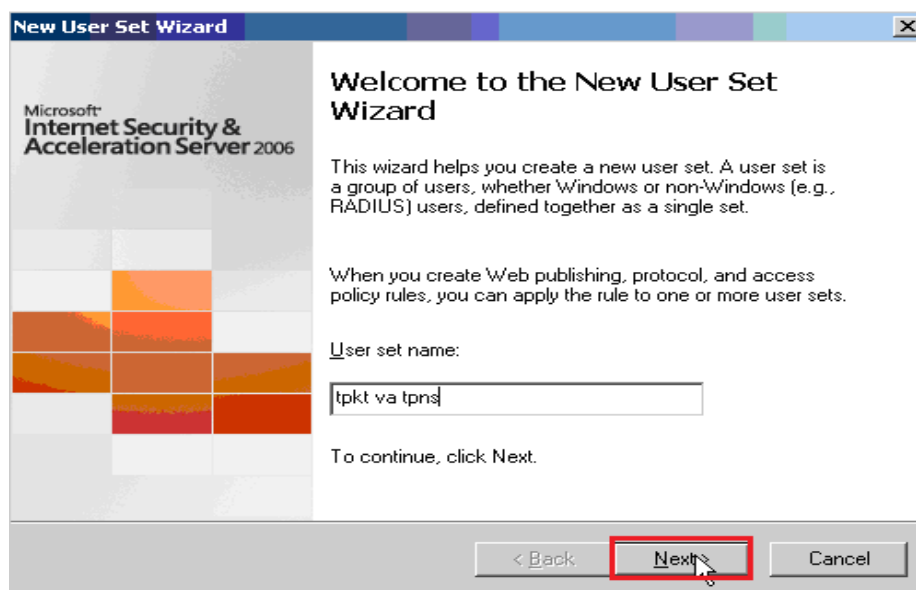 New User Set Wizard
Microsoft
Internet Security &
Acceleration Server 2006
Welcome to the New User Set
Wizard
This wizard helps you create a new user set. A user set is
a group of users, whether Windows or non-Windows (e.g.,
RADIUS) users, defined together as a single set.
When you create Web publishing, protocol, and access
policy rules, you can apply the rule to one or more user sets.
User set name:
tpkt va tpns
To continue, click Next.
< Back
Next >
Cancel